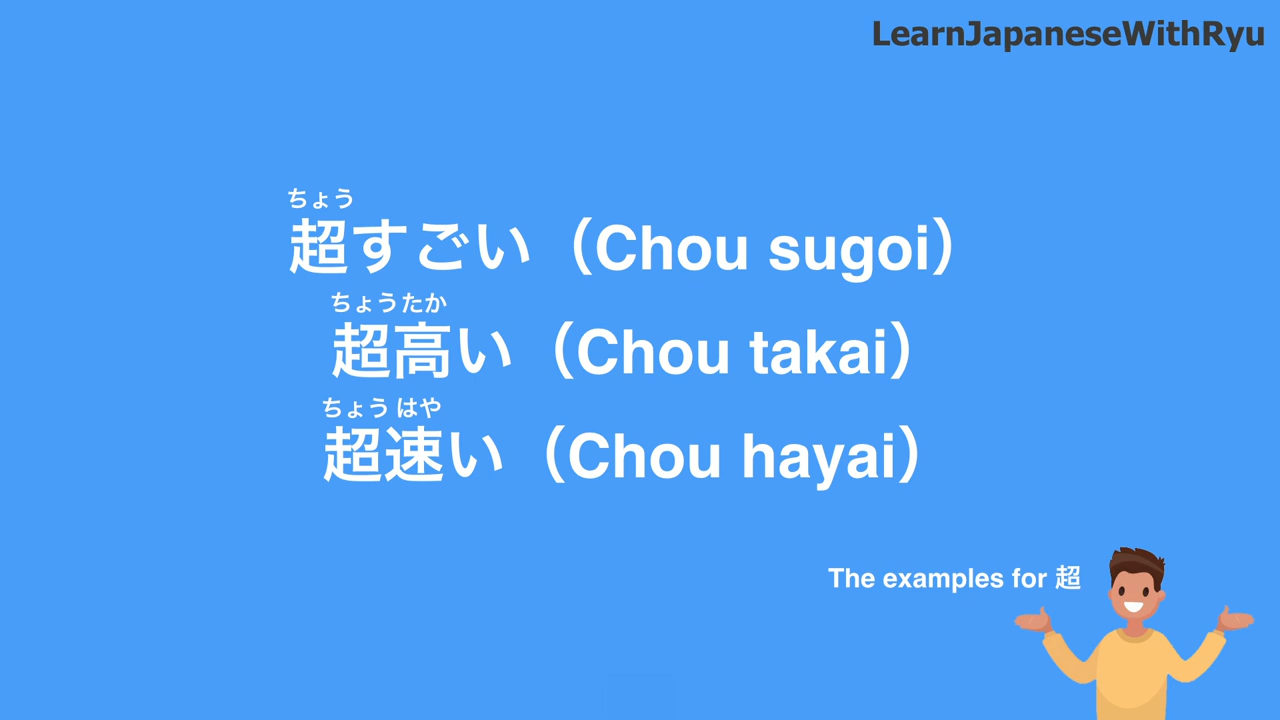 LearnJapaneseWithRyu
ちょう
超すごい（Chou sugoi）
ちょうたか
超高い（Chou takai）
ちょう はや
超速い（Chou hayai）
The examples for 超